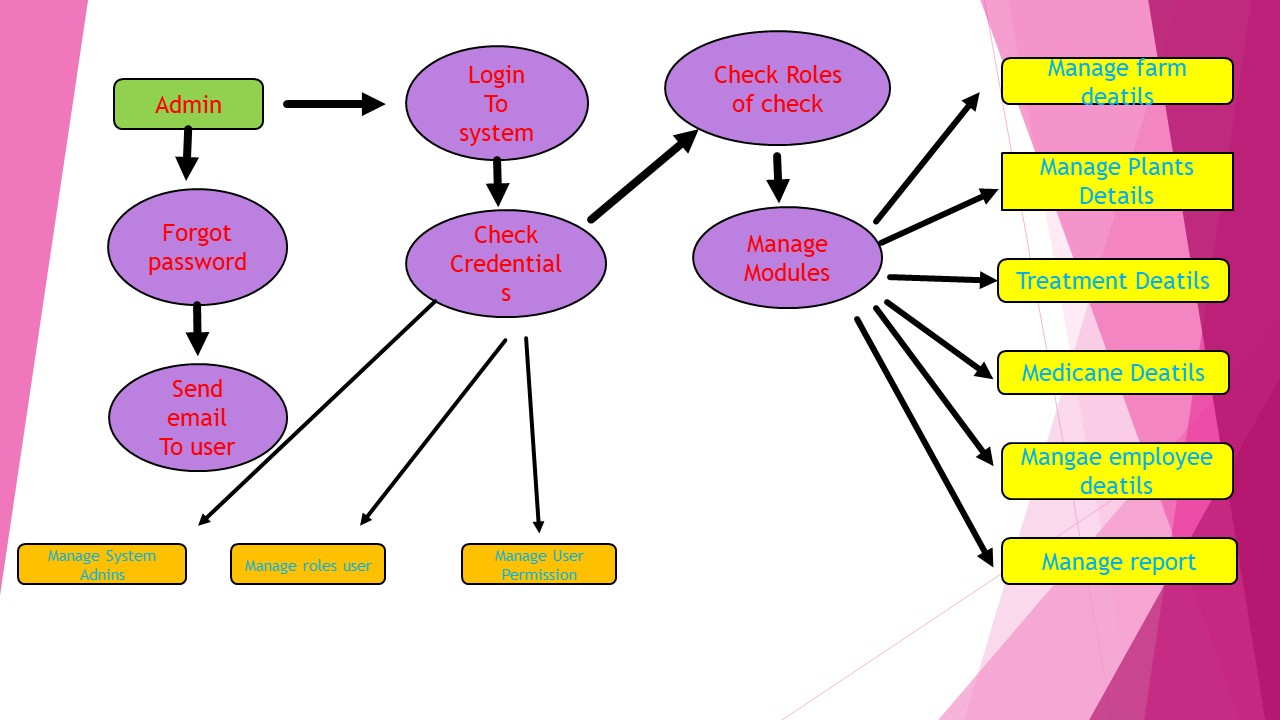 Admin
Login
To
system
Check Roles
of check
Manage farm
deatils
Manage Plants
Details
Forgot
password
Check
Credential
s
Manage
Modules
Treatment Deatils
Medicane Deatils
Send
email
To user
Mangae employee
deatils
Manage System
Adnins
Manage roles user
Manage User
Permission
Manage report